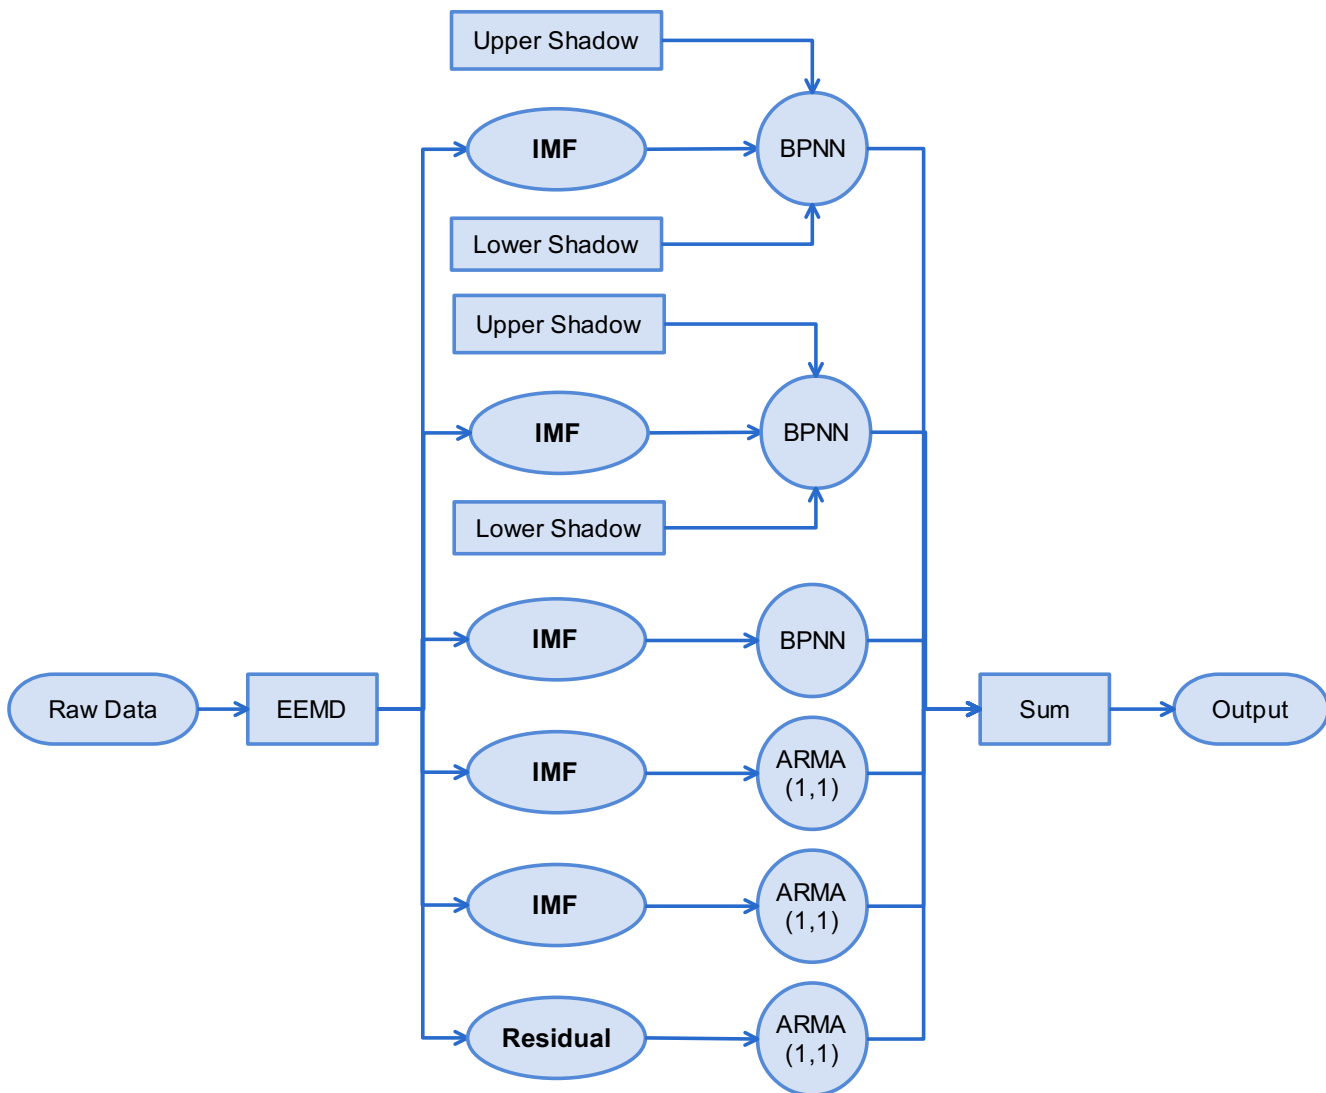 Upper Shadow
IMF
BPNN
Lower Shadow
Upper Shadow
IMF
BPNN
Lower Shadow
IMF
BPNN
Raw Data
EEMD
Sum
Output
IMF
ARMA
(1,1)
IMF
ARMA
(1,1)
Residual
ARMA
(1,1)